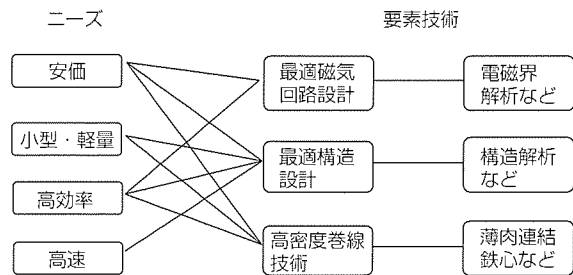 ニーズ
要素技術
安価
小型・軽量
高効率
高速
最適磁気
回路設計
最適構造
設計
高密度巻線
技術
電磁界
解析など
構造解析
など
薄肉連結
鉄心など